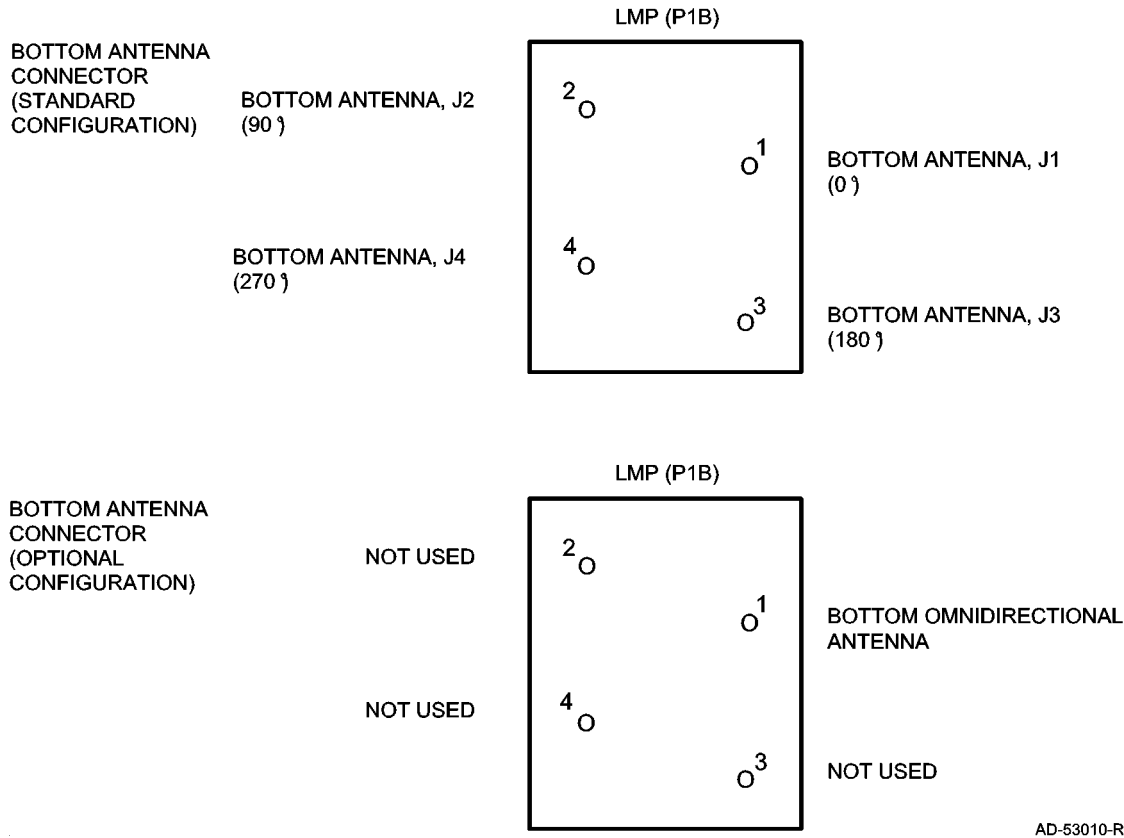 LMP (P1B)
BOTTOM ANTENNA
CONNECTOR
(STANDARD
CONFIGURATION)
BOTTOM ANTENNA, J2
(90°)
2
1
BOTTOM ANTENNA, J1
(0°)
BOTTOM ANTENNA, J4
(270°)
4
3
BOTTOM ANTENNA, J3
(180°)
LMP (P1B)
BOTTOM ANTENNA
CONNECTOR
(OPTIONAL
CONFIGURATION)
NOT USED
2
1
BOTTOM OMNIDIRECTIONAL
ANTENNA
NOT USED
4
3
NOT USED
AD-53010-R